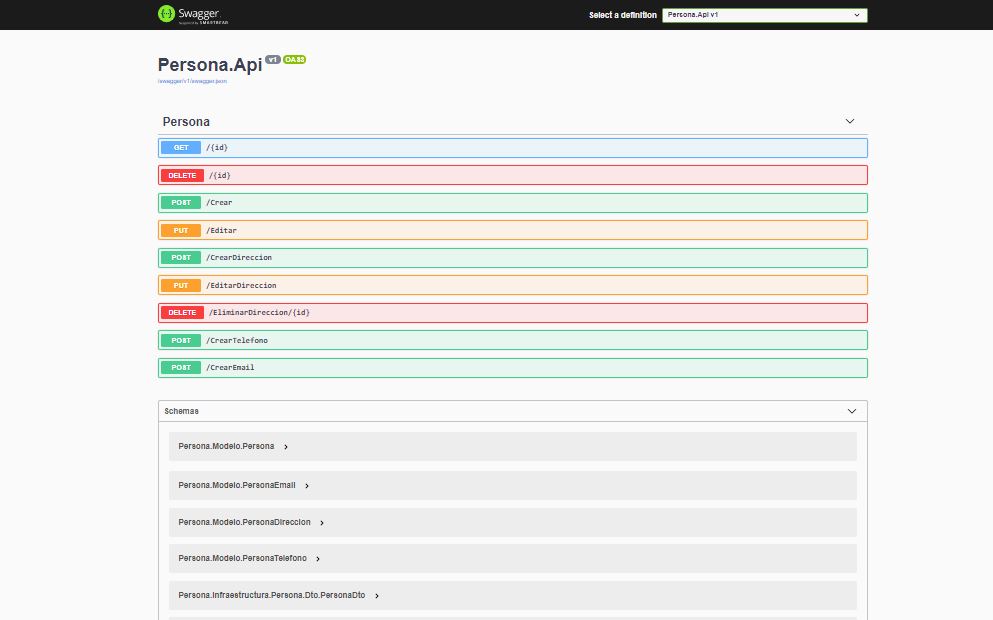 Swagger
Supported by SMARTBEAR
Select a definition
Persona.Api v1
Persona.Api v1 OAS3
/swagger/v1/swagger.json
Persona
GET /{id}
DELETE /{id}
POST /Crear
PUT /Editar
POST /CrearDireccion
PUT /EditarDireccion
DELETE /EliminarDireccion/{id}
POST /CrearTelefono
POST /CrearEmail
Schemas
Persona.Modelo.Persona
Persona.Modelo.PersonaEmail
Persona.Modelo.PersonaDireccion
Persona.Modelo.PersonaTelefono
Persona.Infraestructura.Persona.Dto.PersonaDto